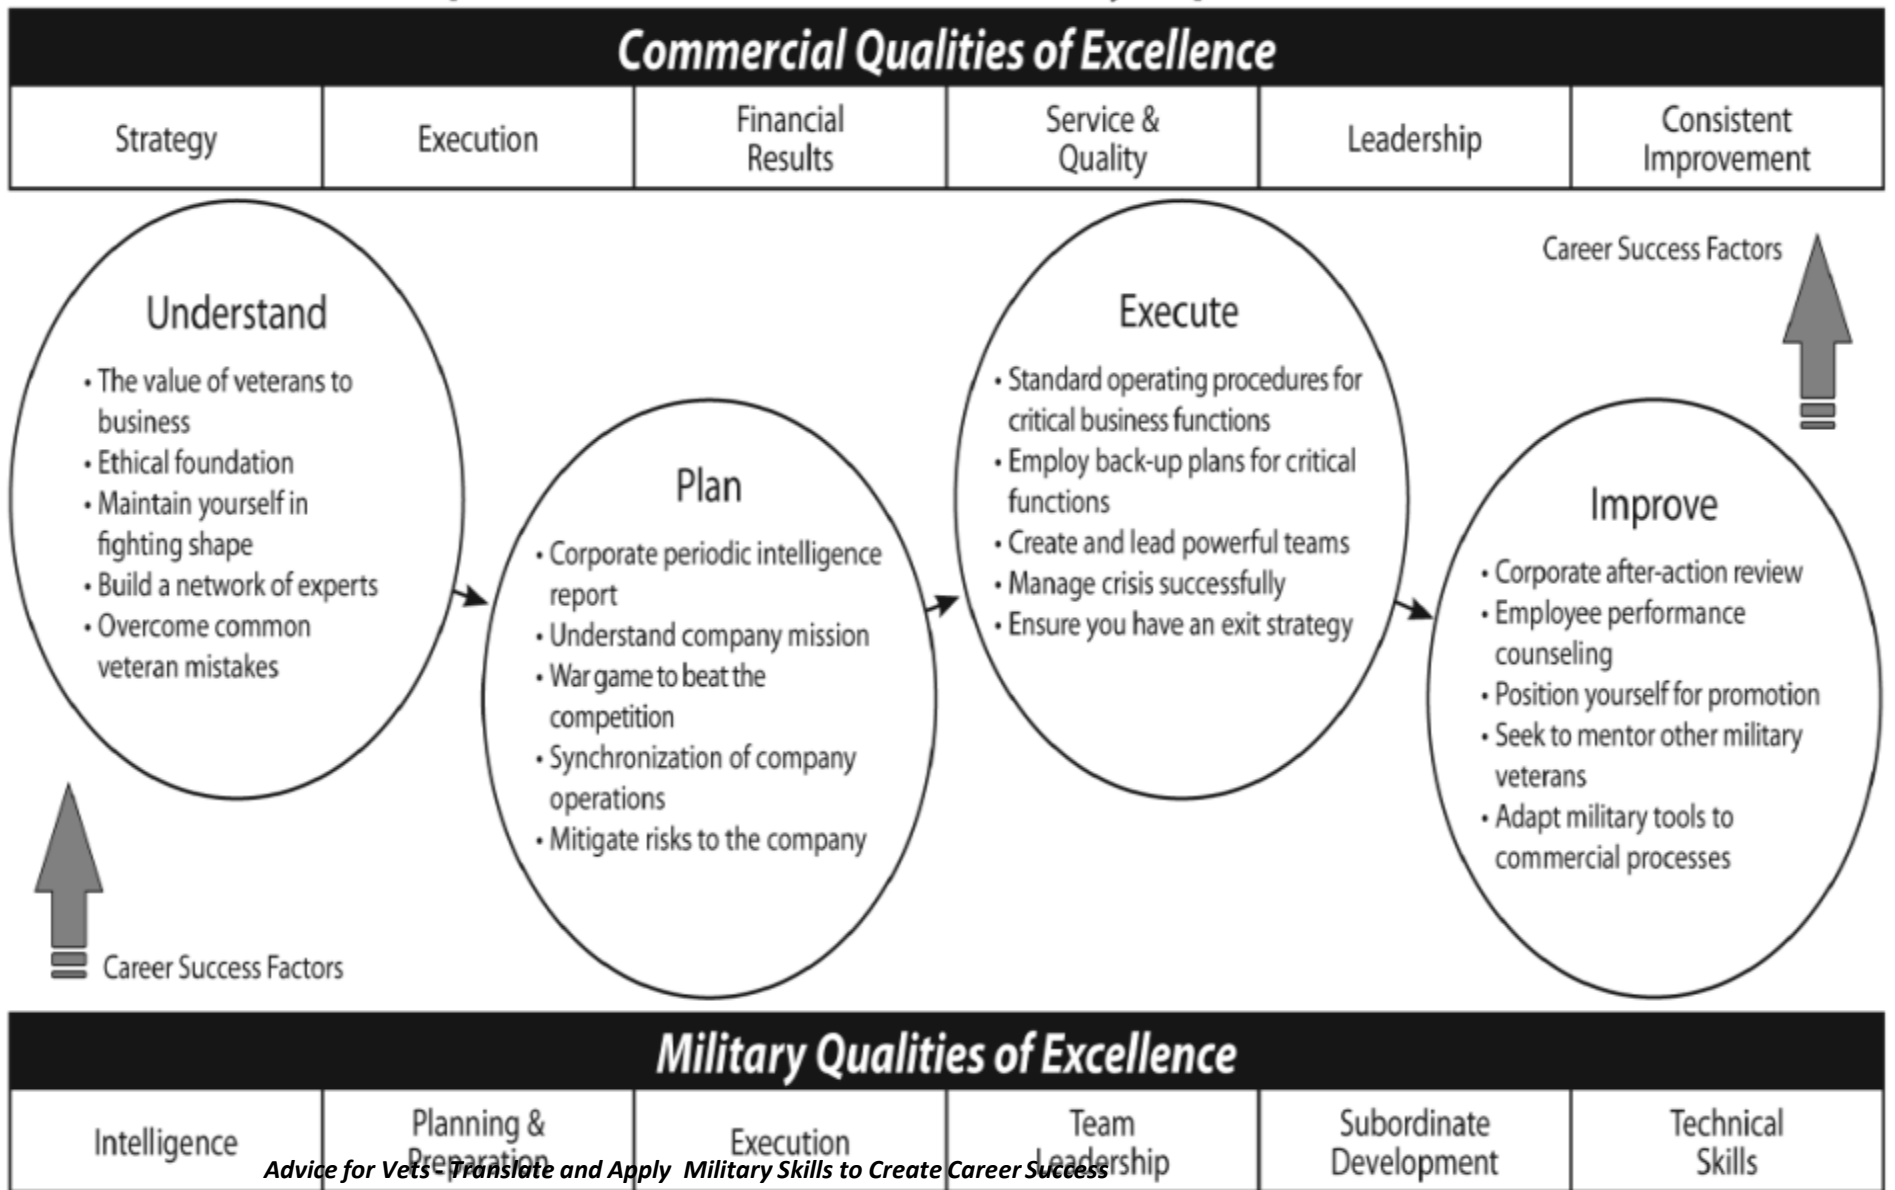 Commercial Qualities of Excellence
Strategy
Execution
Financial
Results
Service &
Quality
Leadership
Consistent
Improvement
Understand
• The value of veterans to
business
• Ethical foundation
• Maintain yourself in
fighting shape
• Build a network of experts
• Overcome common
veteran mistakes
Plan
• Corporate periodic intelligence
report
• Understand company mission
• War game to beat the
competition
• Synchronization of company
operations
• Mitigate risks to the company
Execute
• Standard operating procedures for
critical business functions
• Employ back-up plans for critical
functions
• Create and lead powerful teams
• Manage crisis successfully
• Ensure you have an exit strategy
Career Success Factors
Improve
• Corporate after-action review
• Employee performance
counseling
• Position yourself for promotion
• Seek to mentor other military
veterans
• Adapt military tools to
commercial processes
Career Success Factors
Military Qualities of Excellence
Intelligence
Planning &
Preparation
Execution
Team
Leadership
Subordinate
Development
Technical
Skills
Advice for Vets - Translate and Apply Military Skills to Create Career Success